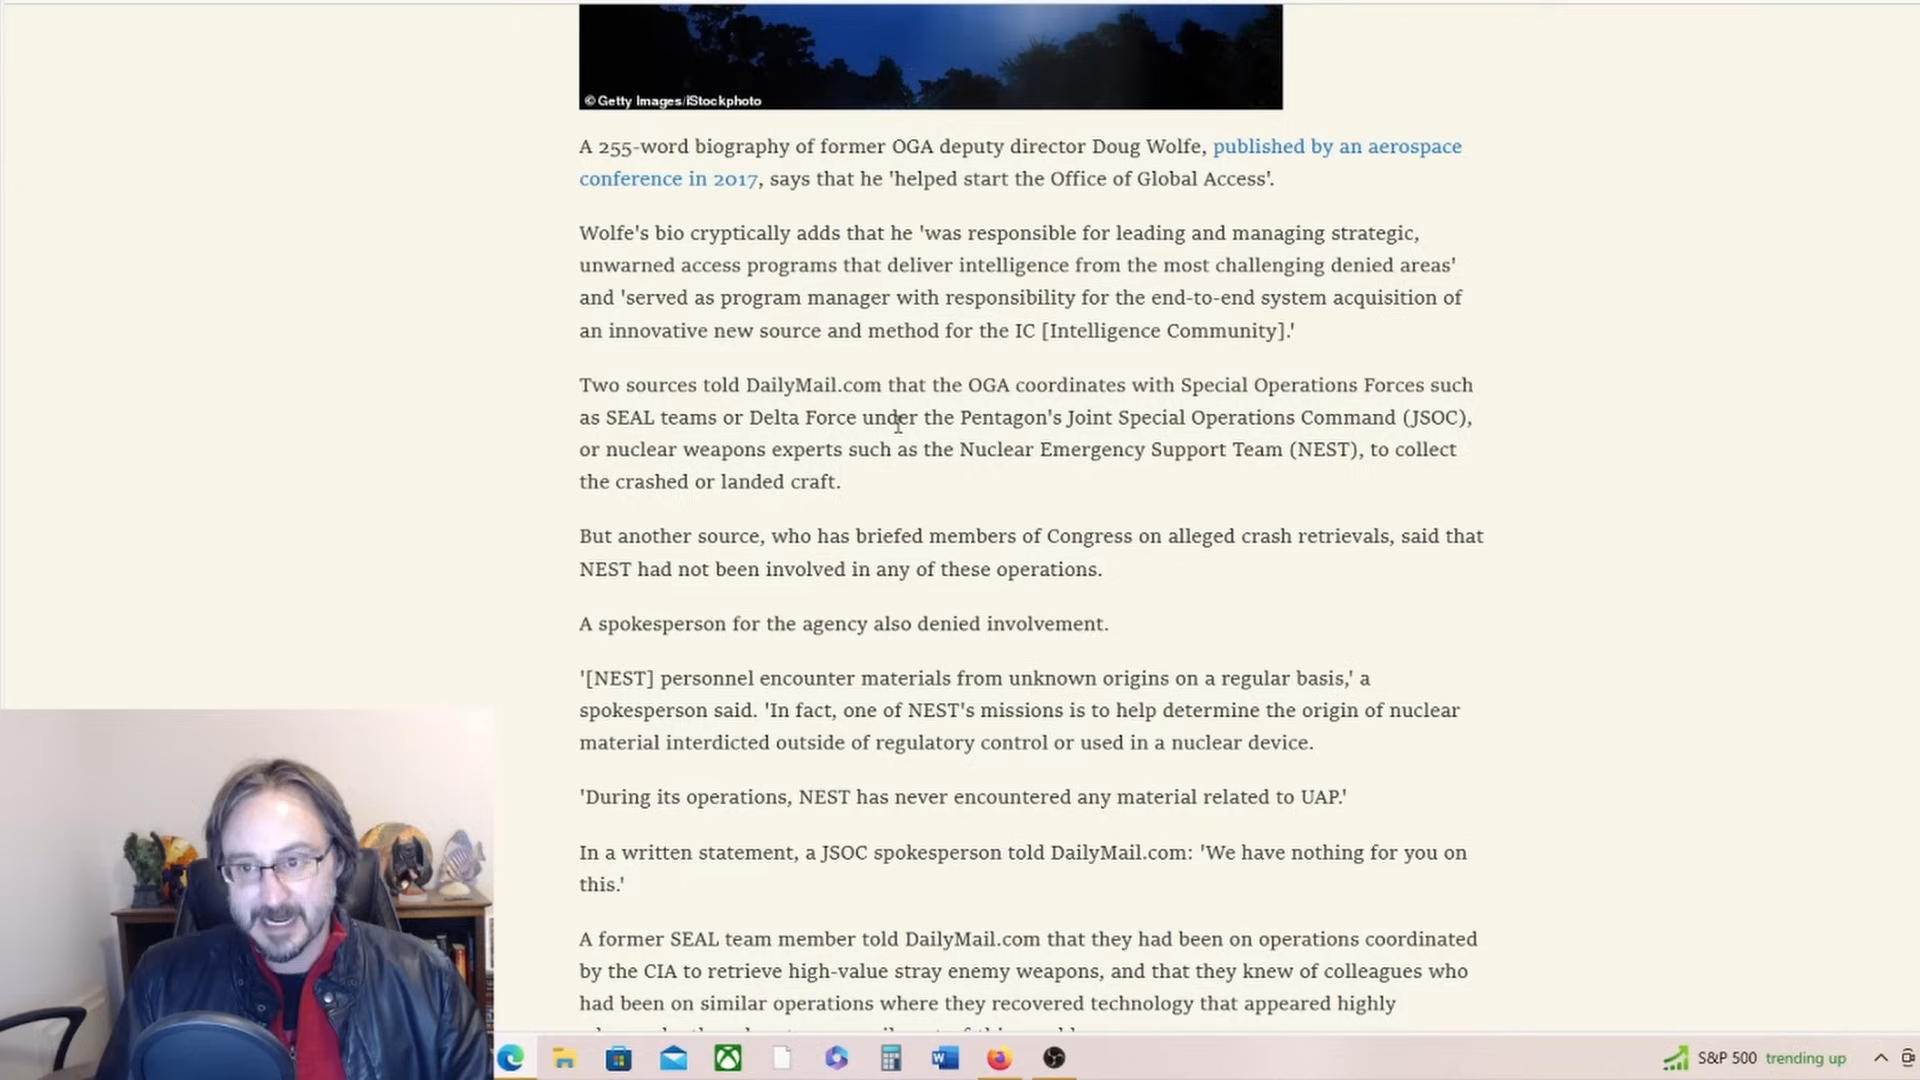 © Getty Images/iStockphoto
A 255-word biography of former OGA deputy director Doug Wolfe, published by an aerospace
conference in 2017, says that he 'helped start the Office of Global Access'.
Wolfe's bio cryptically adds that he 'was responsible for leading and managing strategic,
unwarned access programs that deliver intelligence from the most challenging denied areas'
and 'served as program manager with responsibility for the end-to-end system acquisition of
an innovative new source and method for the IC [Intelligence Community].'
Two sources told DailyMail.com that the OGA coordinates with Special Operations Forces such
as SEAL teams or Delta Force under the Pentagon's Joint Special Operations Command (JSOC),
or nuclear weapons experts such as the Nuclear Emergency Support Team (NEST), to collect
the crashed or landed craft.
But another source, who has briefed members of Congress on alleged crash retrievals, said that
NEST had not been involved in any of these operations.
A spokesperson for the agency also denied involvement.
'[NEST] personnel encounter materials from unknown origins on a regular basis,' a
spokesperson said. 'In fact, one of NEST's missions is to help determine the origin of nuclear
material interdicted outside of regulatory control or used in a nuclear device.
'During its operations, NEST has never encountered any material related to UAP.'
In a written statement, a JSOC spokesperson told DailyMail.com: 'We have nothing for you on
this.'
A former SEAL team member told DailyMail.com that they had been on operations coordinated
by the CIA to retrieve high-value stray enemy weapons, and that they knew of colleagues who
had been on similar operations where they recovered technology that appeared highly
S&P 500 trending up